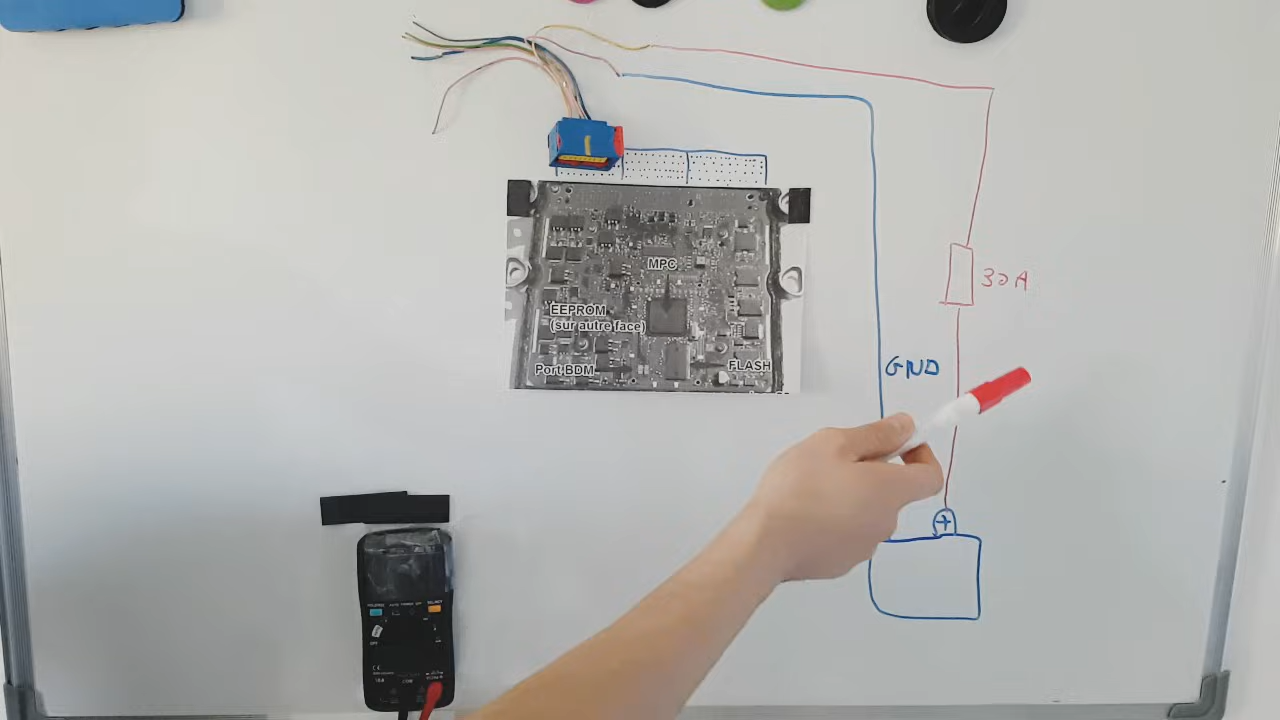 MPC
EEPROM
(sur autre face)
Port BDM
FLASH
30A
GND
+